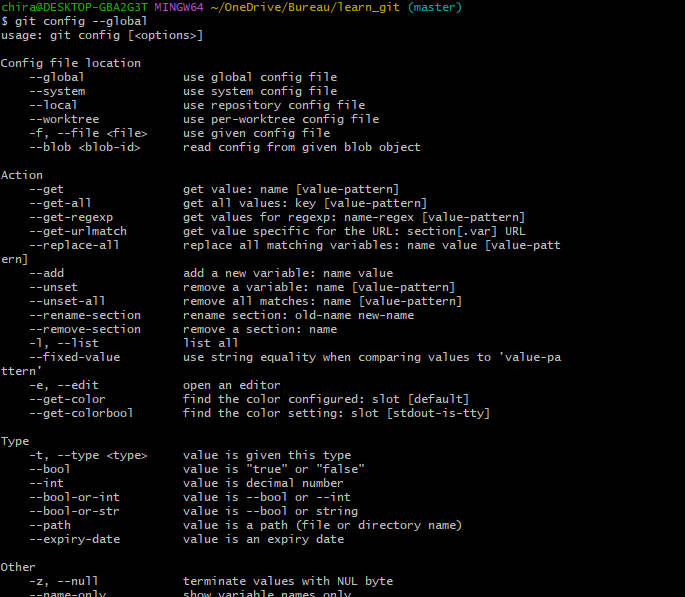 chira@DESKTOP-GBA2G3T MINGW64 ~/OneDrive/Bureau/learn_git (master)
$ git config --global
usage: git config [<options>]

Config file location
    --global              use global config file
    --system              use system config file
    --local               use repository config file
    --worktree            use per-worktree config file
    -f, --file <file>     use given config file
    --blob <blob-id>      read config from given blob object

Action
    --get                 get value: name [value-pattern]
    --get-all             get all values: key [value-pattern]
    --get-regexp          get values for regexp: name-regex [value-pattern]
    --get-urlmatch        get value specific for the URL: section[.var] URL
    --replace-all         replace all matching variables: name value [value-patt
ern]
    --add                 add a new variable: name value
    --unset               remove a variable: name [value-pattern]
    --unset-all           remove all matches: name [value-pattern]
    --rename-section      rename section: old-name new-name
    --remove-section      remove a section: name
    -l, --list            list all
    --fixed-value         use string equality when comparing values to 'value-pa
ttern'
    -e, --edit            open an editor
    --get-color           find the color configured: slot [default]
    --get-colorbool       find the color setting: slot [stdout-is-tty]

Type
    -t, --type <type>     value is given this type
    --bool                value is "true" or "false"
    --int                 value is decimal number
    --bool-or-int         value is --bool or --int
    --bool-or-str         value is --bool or string
    --path                value is a path (file or directory name)
    --expiry-date         value is an expiry date

Other
    -z, --null            terminate values with NUL byte
    --name-only           show variable names only